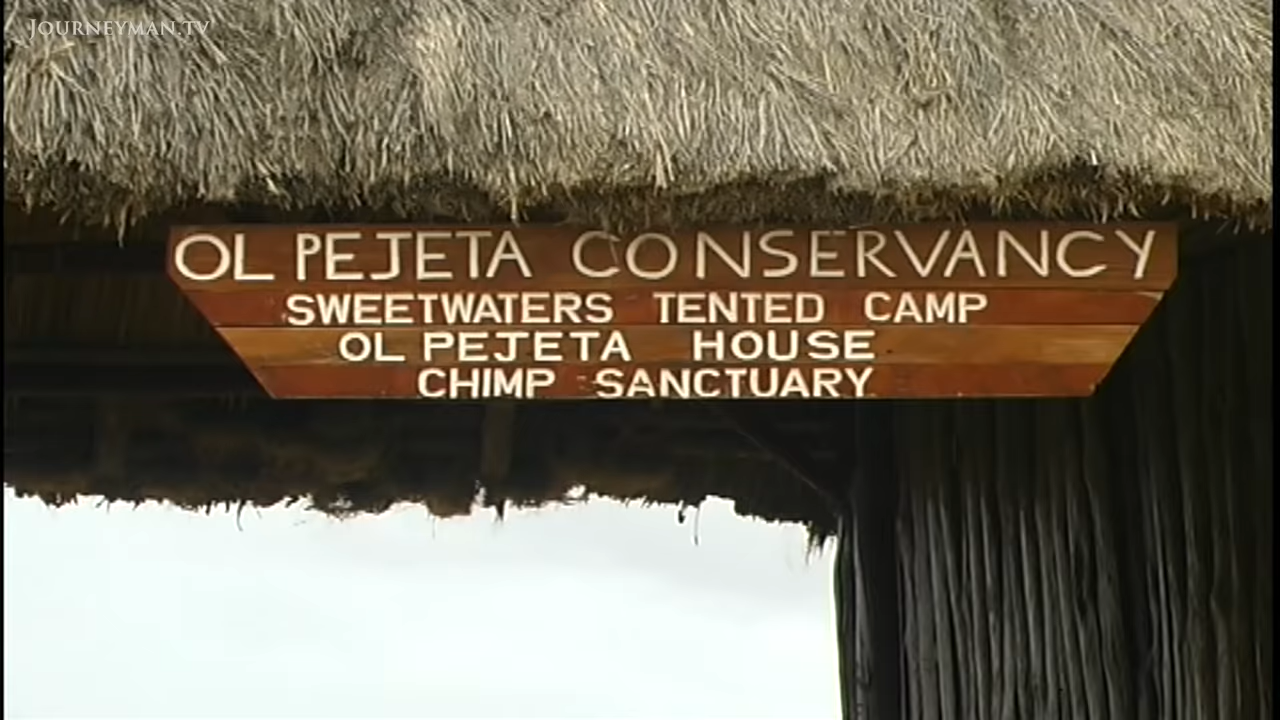 JOURNEYMAN.TV
OL PEJETA CONSERVANCY
SWEETWATERS TENTED CAMP
OL PEJETA HOUSE
CHIMP SANCTUARY